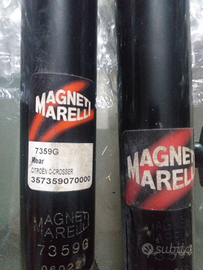 MAGNETI
MARELLI
7359G
Rear
CITROEN C-CROSSER
357359070000
MAGNETI
MARELLI
7359G
MAGNETI
MARELLI
subito